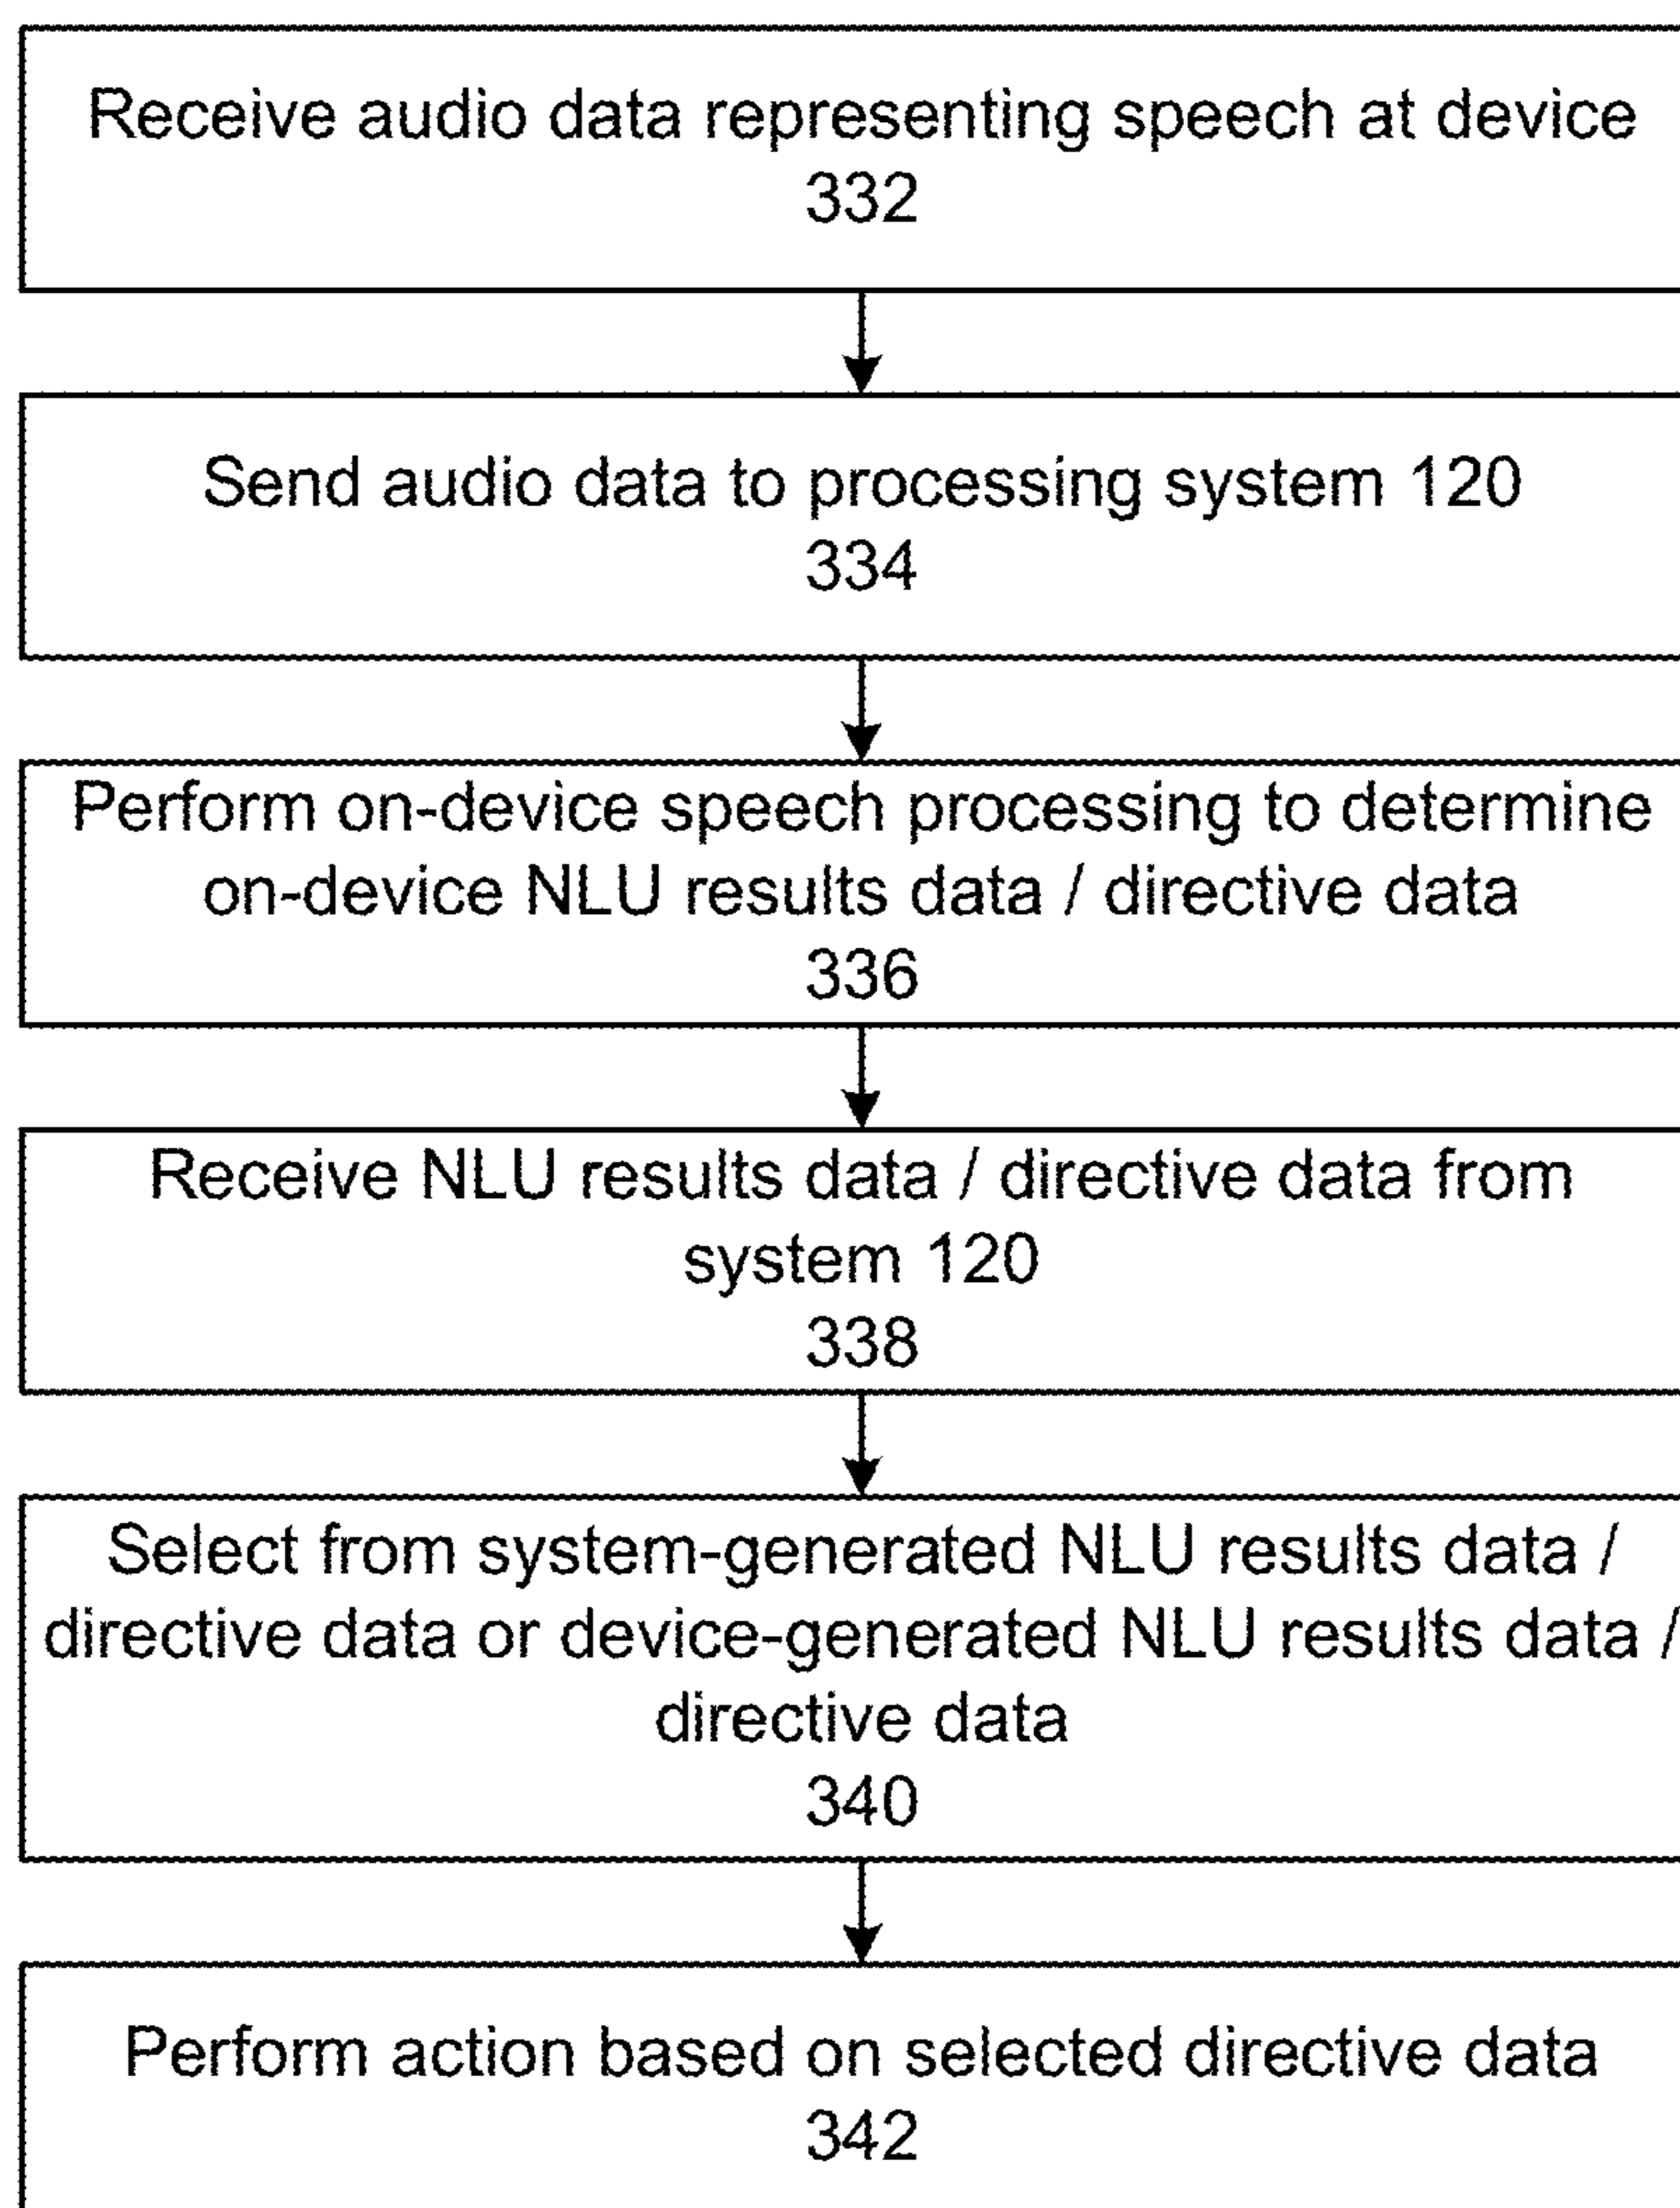 Receive audio data representing speech at device
332
Send audio data to processing system 120
334
Perform on-device speech processing to determine
on-device NLU results data / directive data
336
Receive NLU results data / directive data from
system 120
338
Select from system-generated NLU results data /
directive data or device-generated NLU results data /
directive data
340
Perform action based on selected directive data
342